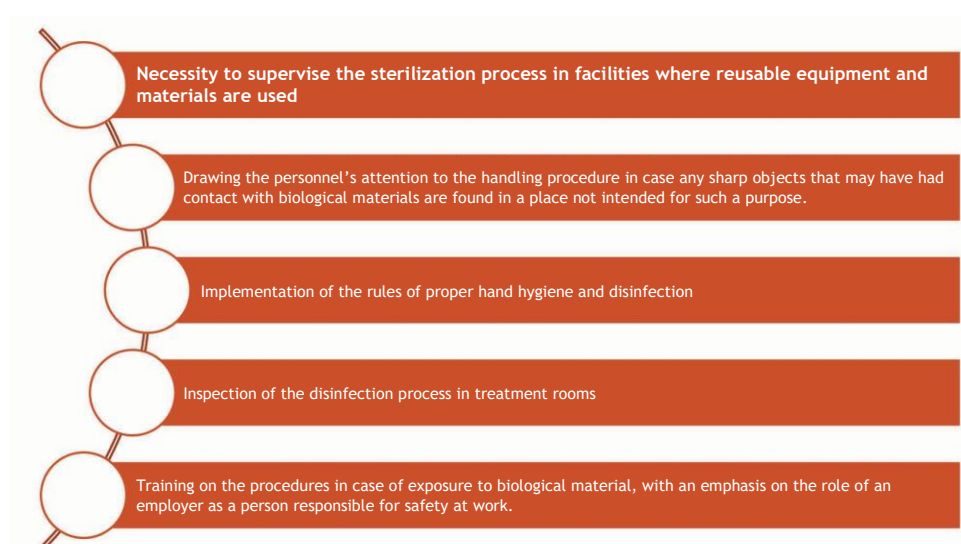 Necessity to supervise the sterilization process in facilities where reusable equipment and
materials are used
Drawing the personnel’s attention to the handling procedure in case any sharp objects that may have had
contact with biological materials are found in a place not intended for such a purpose.
Implementation of the rules of proper hand hygiene and disinfection
Inspection of the disinfection process in treatment rooms
Training on the procedures in case of exposure to biological material, with an emphasis on the role of an
employer as a person responsible for safety at work.